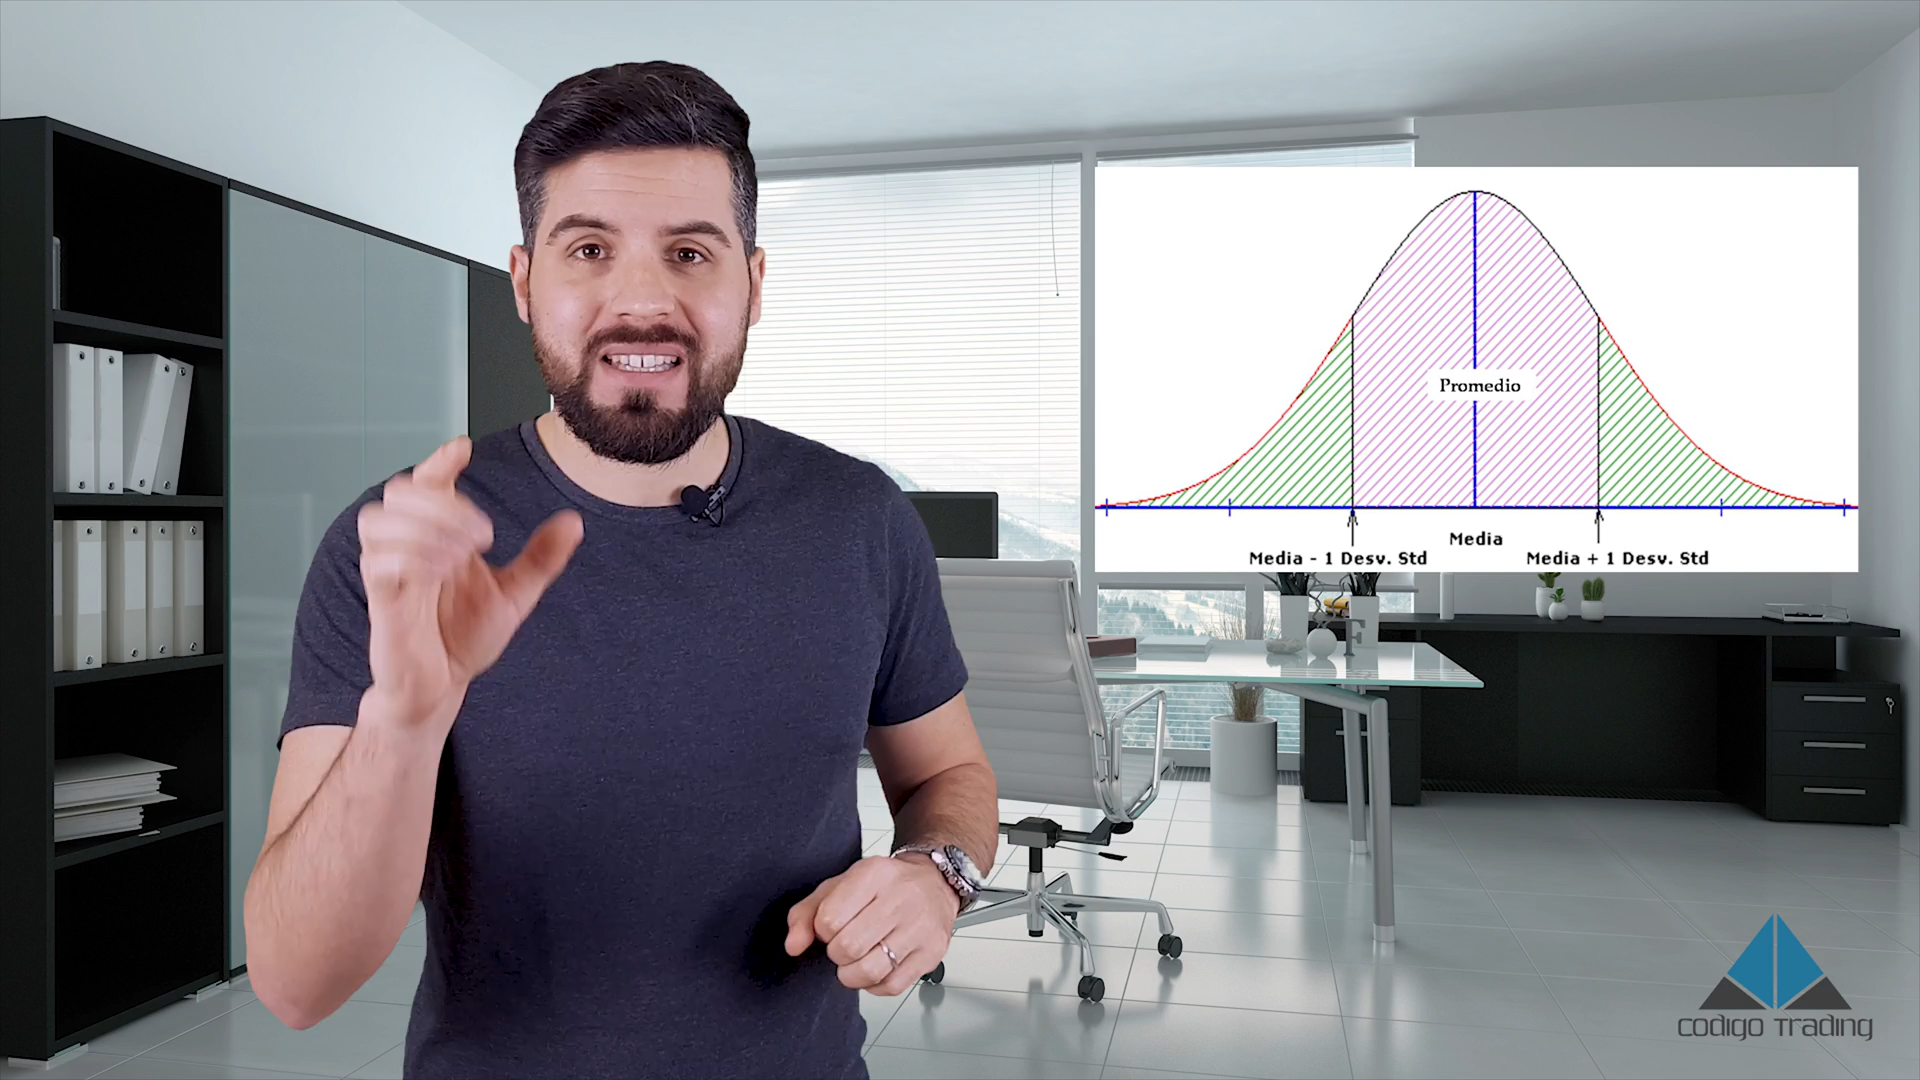 Promedio
Media
Media - 1 Desv. Std
Media + 1 Desv. Std
F
codigo Trading